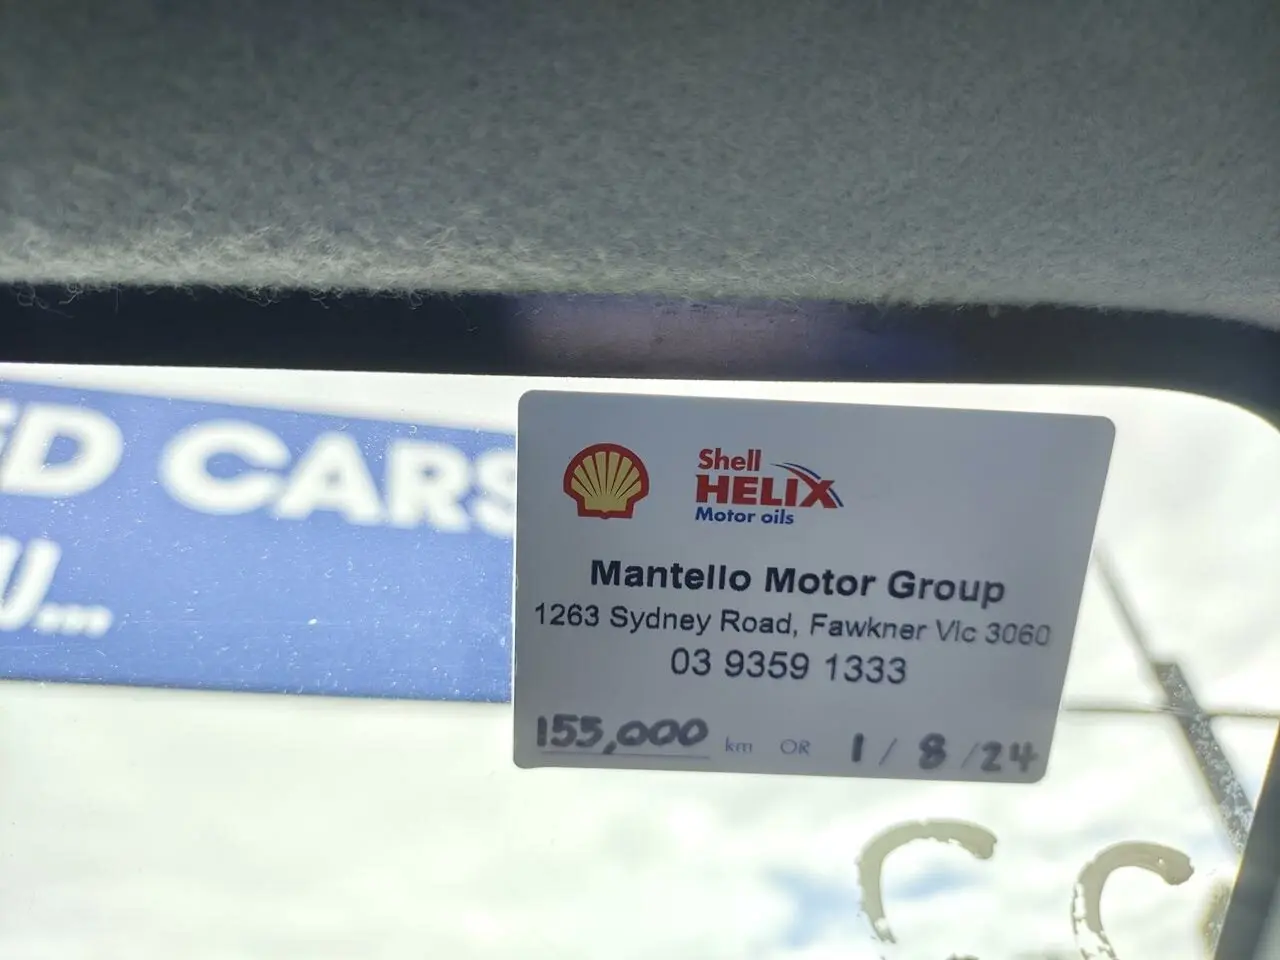 ED CARS
Shell
HELIX
Motor oils
Mantello Motor Group
1263 Sydney Road, Fawkner Vic 3060
03 9359 1333
155,000 km OR 1 / 8 / 24